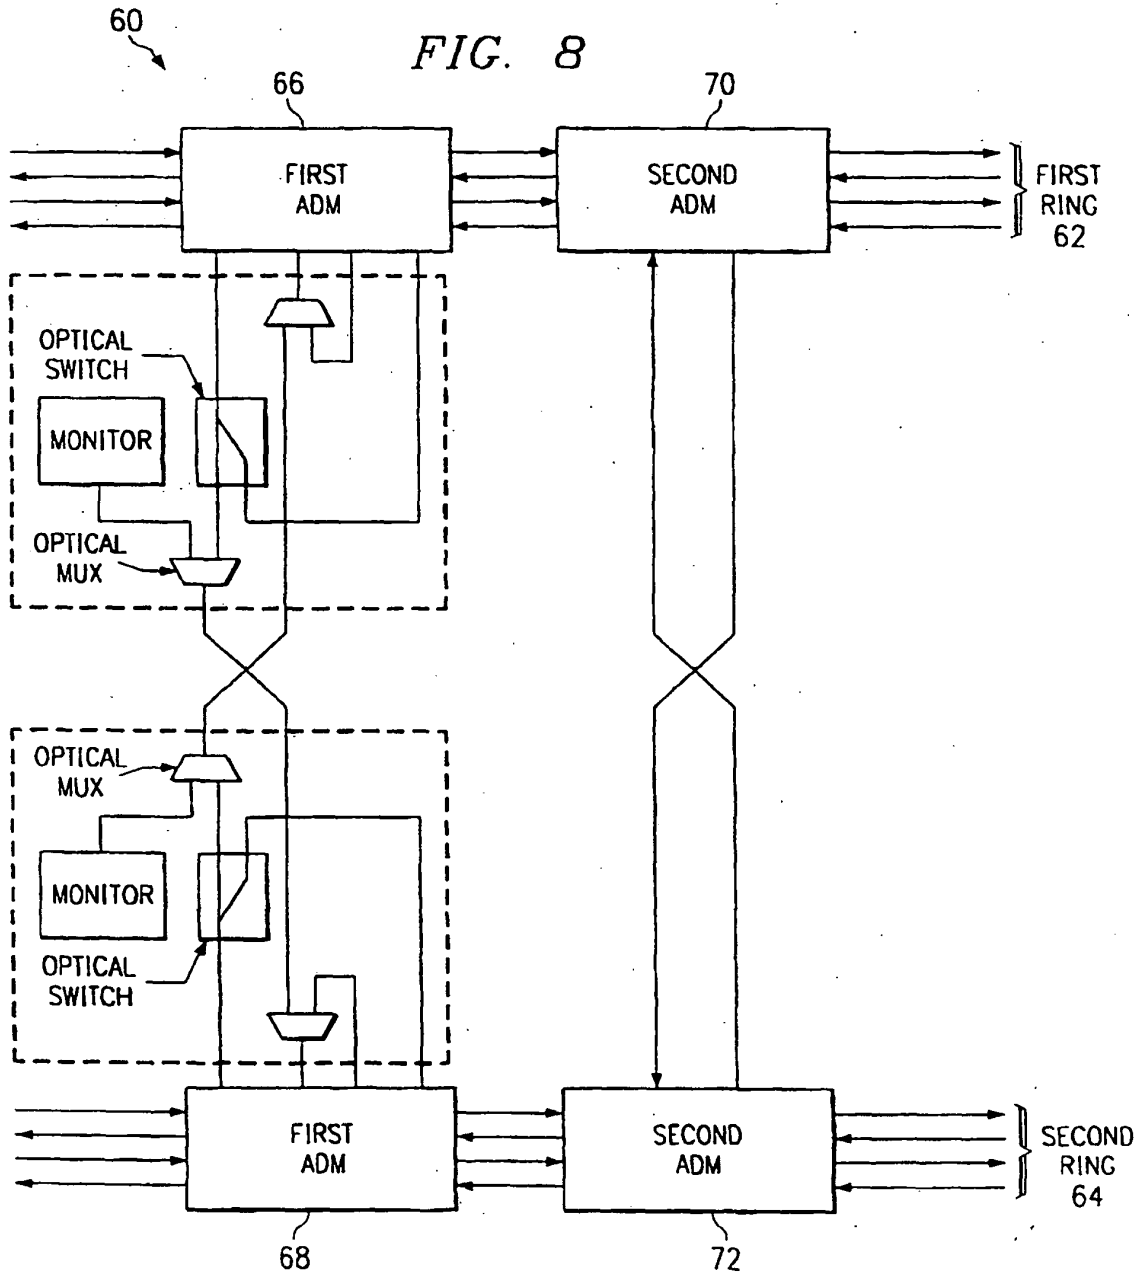 60
FIG. 8
66
70
FIRST
ADM
SECOND
ADM
FIRST
RING
62
OPTICAL
SWITCH
MONITOR
OPTICAL
MUX
OPTICAL
MUX
MONITOR
OPTICAL
SWITCH
FIRST
ADM
SECOND
ADM
SECOND
RING
64
68
72